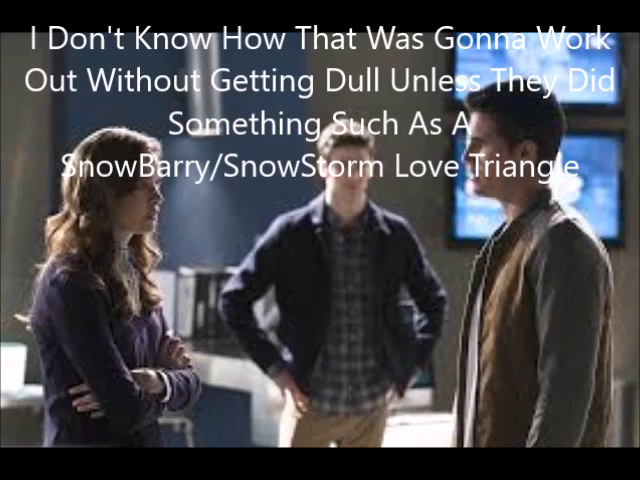 I Don't Know How That Was Gonna Work
Out Without Getting Dull Unless They Did
Something Such As A
SnowBarry/SnowStorm Love Triangle